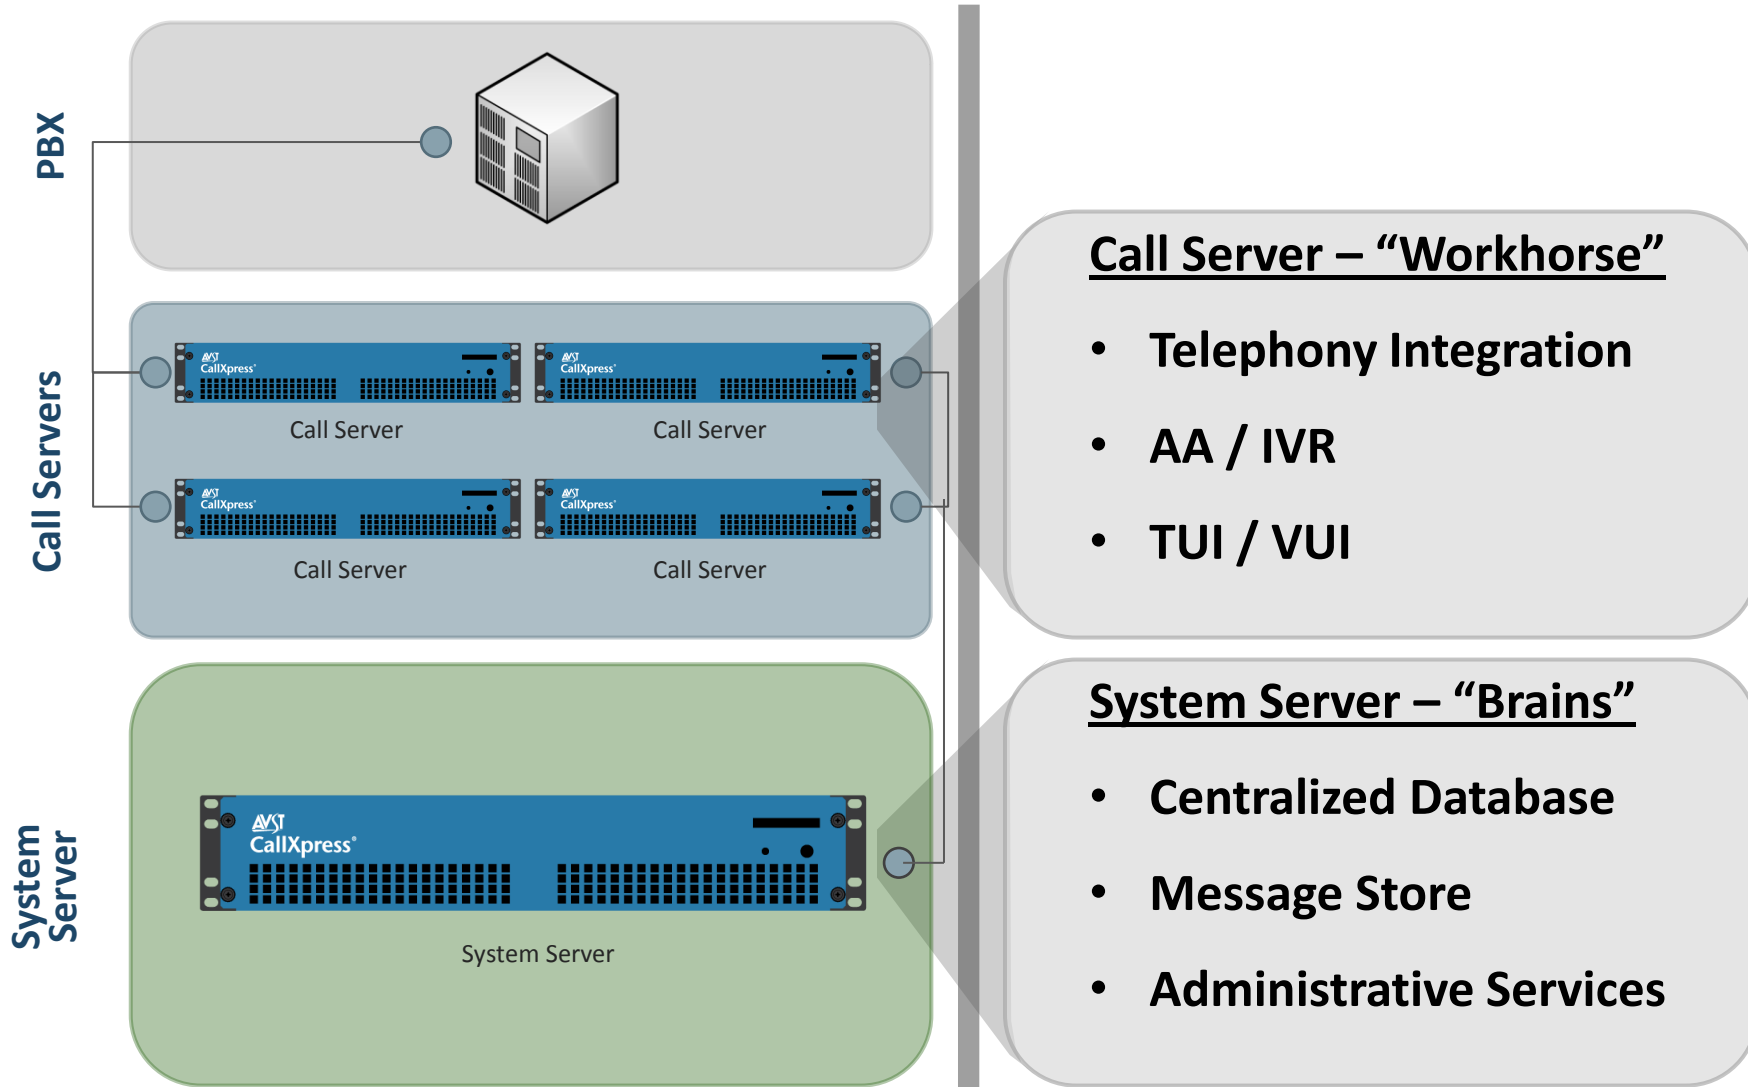 PBX
Call Servers
AVST
CallXpress®
AVST
CallXpress®
Call Server
Call Server
AVST
CallXpress®
AVST
CallXpress®
Call Server
Call Server
System
Server
AVST
CallXpress®
System Server
Call Server – “Workhorse”
• Telephony Integration
• AA / IVR
• TUI / VUI
System Server – “Brains”
• Centralized Database
• Message Store
• Administrative Services